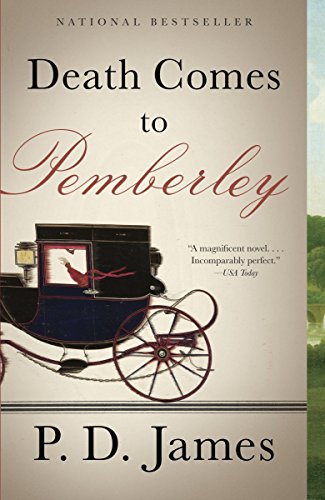 NATIONAL BESTSELLER
Death Comes
to
Pemberley
“A magnificent novel. . . .
Incomparably perfect.”
—USA Today
P. D. James